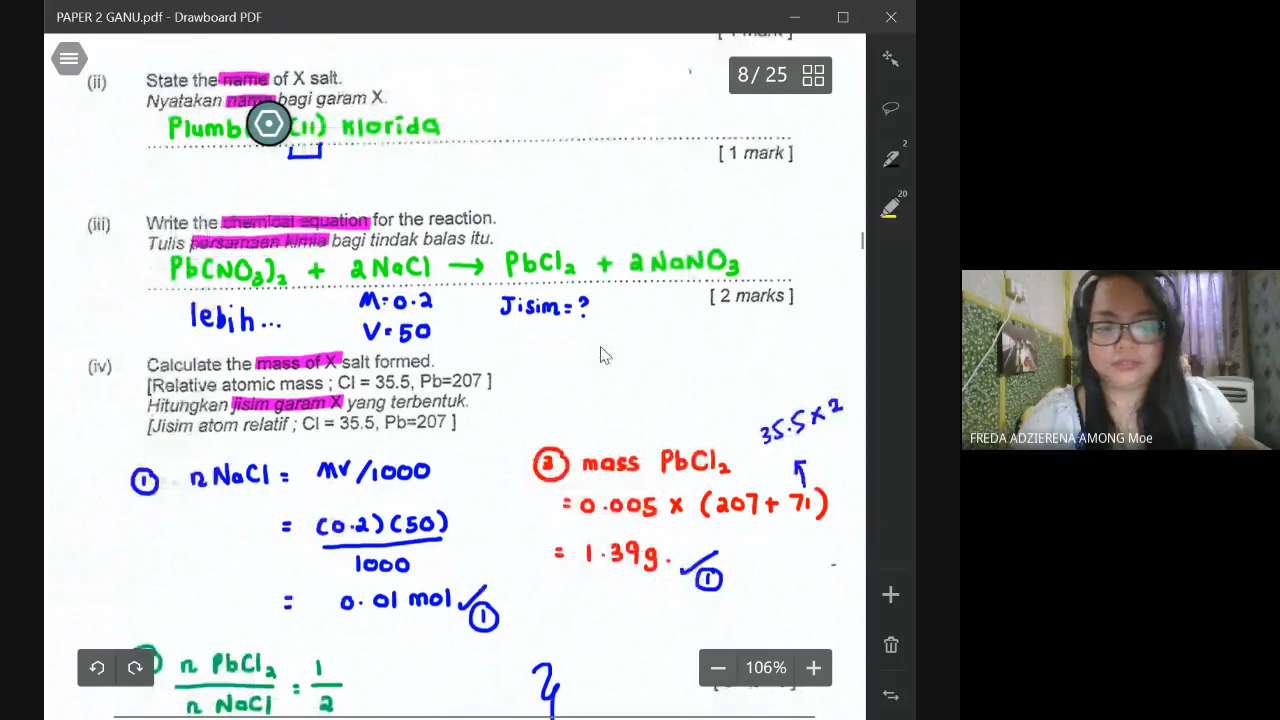 PAPER 2 GANU.pdf - Drawboard PDF
8 / 25
(ii) State the name of X salt.
Nyatakan nama bagi garam X.
Plumb (II) Klorida
[ 1 mark ]
(iii) Write the chemical equation for the reaction.
Tulis persamaan kimia bagi tindak balas itu.
Pb(NO3)2 + 2NaCl → PbCl2 + 2NaNO3
[ 2 marks ]
lebih... M=0.2 Jisim=?
V=50
(iv) Calculate the mass of X salt formed.
[Relative atomic mass ; Cl = 35.5, Pb=207 ]
Hitungkan jisim garam X yang terbentuk.
[Jisim atom relatif ; Cl = 35.5, Pb=207 ]
① n NaCl = MV/1000
= (0.2)(50)
1000
= 0.01 mol ✓①
n PbCl2 = 1
n NaCl 2
35.5 x 2
③ mass PbCl2
= 0.005 x (207+ 71)
= 1.39g. ✓①
2
20
106%
FREDA ADZIERENA AMONG Moe